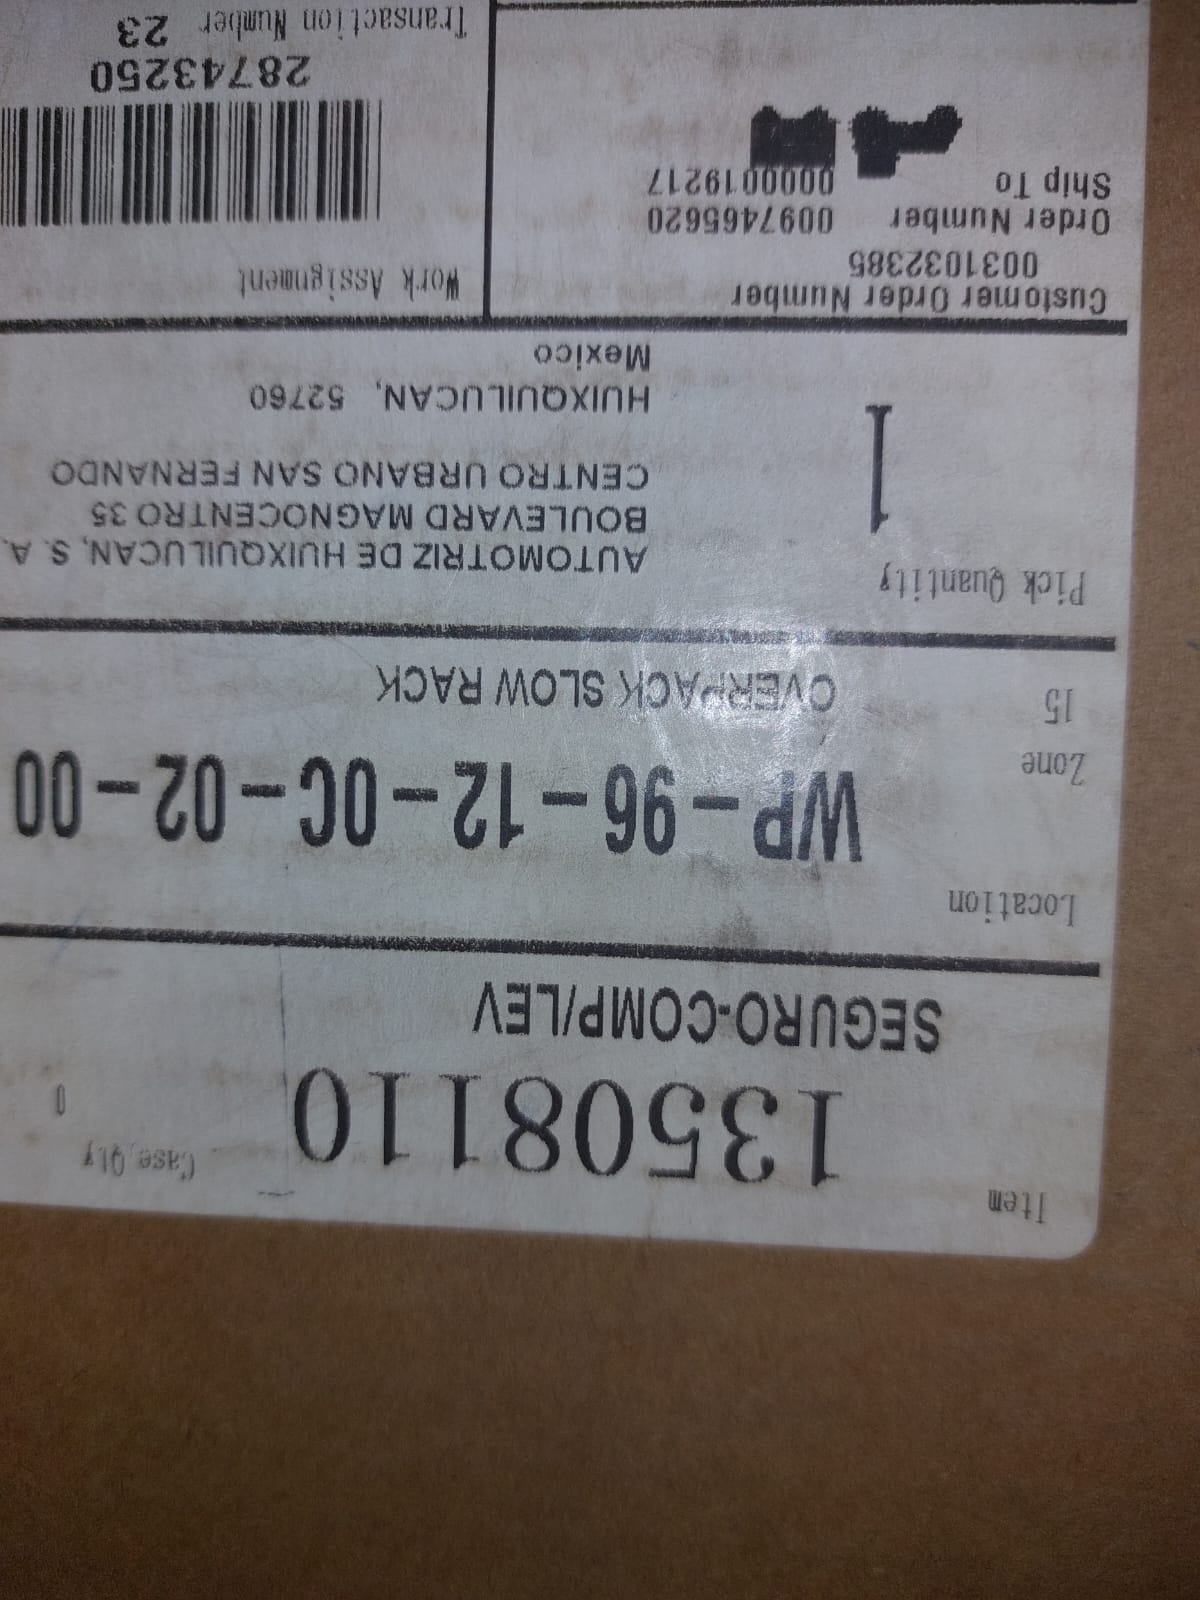 Item
13508110
Case Qty
0
SEGURO-COMP/LEV
Location
WP-96-12-0C-02-00
Zone
15
OVERPACK SLOW RACK
Pick Quantity
1
AUTOMOTRIZ DE HUIXQUILUCAN, S. A.
BOULEVARD MAGNOCENTRO 35
CENTRO URBANO SAN FERNANDO
HUIXQUILUCAN, 52760
Mexico
Customer Order Number
0031032385
Order Number 0097465620
Ship To 0000019217
Work Assignment
28743250
Transaction Number 23